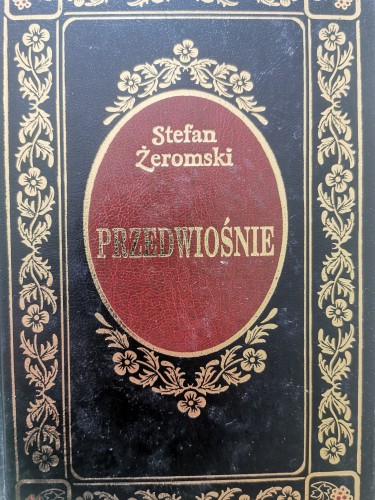 Stefan
Żeromski
PRZEDWIOŚNIE